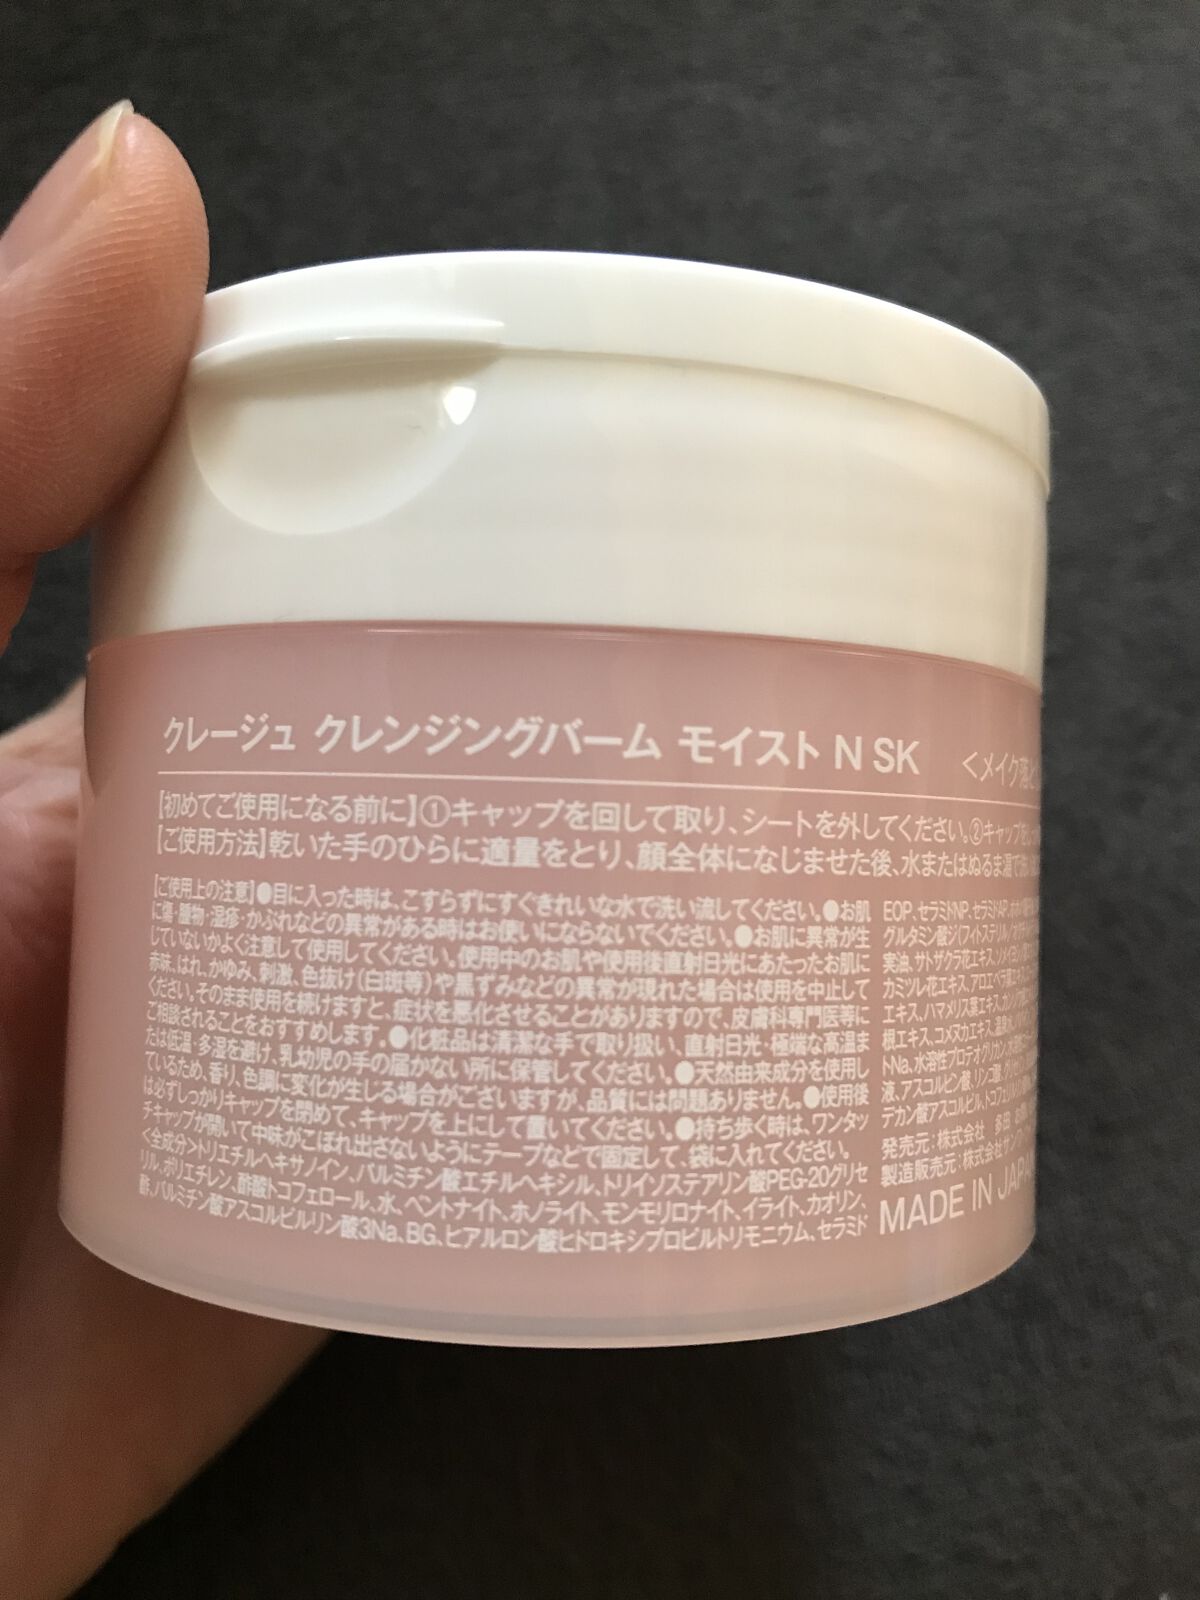 クレージュ クレンジングバーム モイスト N SK
<メイク落と
【初めてご使用になる前に】①キャップを回して取り、シートを外してください。②キャップを
【ご使用方法】乾いた手のひらに適量をとり、顔全体になじませた後、水またはぬるま湯で
【ご使用上の注意】●目に入った時は、こすらずにすぐきれいな水で洗い流してください。●お肌
に傷・腫物・湿疹・かぶれなどの異常がある時はお使いにならないでください。●お肌に異常が生
じていないかよく注意して使用してください。使用中のお肌や使用後直射日光にあたったお肌に
赤味、はれ、かゆみ、刺激、色抜け(白斑等)や黒ずみなどの異常が現れた場合は使用を中止して
ください。そのまま使用を続けますと、症状を悪化させることがありますので、皮膚科専門医等に
ご相談されることをおすすめします。●化粧品は清潔な手で取り扱い、直射日光・極端な高温ま
たは低温・多湿を避け、乳幼児の手の届かない所に保管してください。●天然由来成分を使用し
ているため、香り、色調に変化が生じる場合がございますが、品質には問題ありません。●使用後
は必ずしっかりキャップを閉めて、キャップを上にして置いてください。●持ち歩く時は、ワンタッ
チキャップが開いて中味がこぼれ出さないようにテープなどで固定して、袋に入れてください。
<全成分>トリエチルヘキサノイン、パルミチン酸エチルヘキシル、トリイソステアリン酸PEG-20グリセ
リル、ポリエチレン、酢酸トコフェロール、水、ベントナイト、ホノライト、モンモリロナイト、イライト、カオリン、
酢、パルミチン酸アスコルビルリン酸3Na、BG、ヒアルロン酸ヒドロキシプロピルトリモニウム、セラミド
EOP、セラミドNP、セラミドAP、
グルタミン酸ジ(フィトステリル/
実油、サトザクラ花エキス、ソメイヨシノ
カミツレ花エキス、アロエベラ葉エキス
エキス、ハマメリス葉エキス、
根エキス、コメヌカエキス、温泉水、
トNa、水溶性プロテオグリカン、
液、アスコルビン酸、リンゴ酸、
デカン酸アスコルビル、トコフェロール
発売元:株式会社 多田
製造販売元:株式会社サン
MADE IN JAPAN